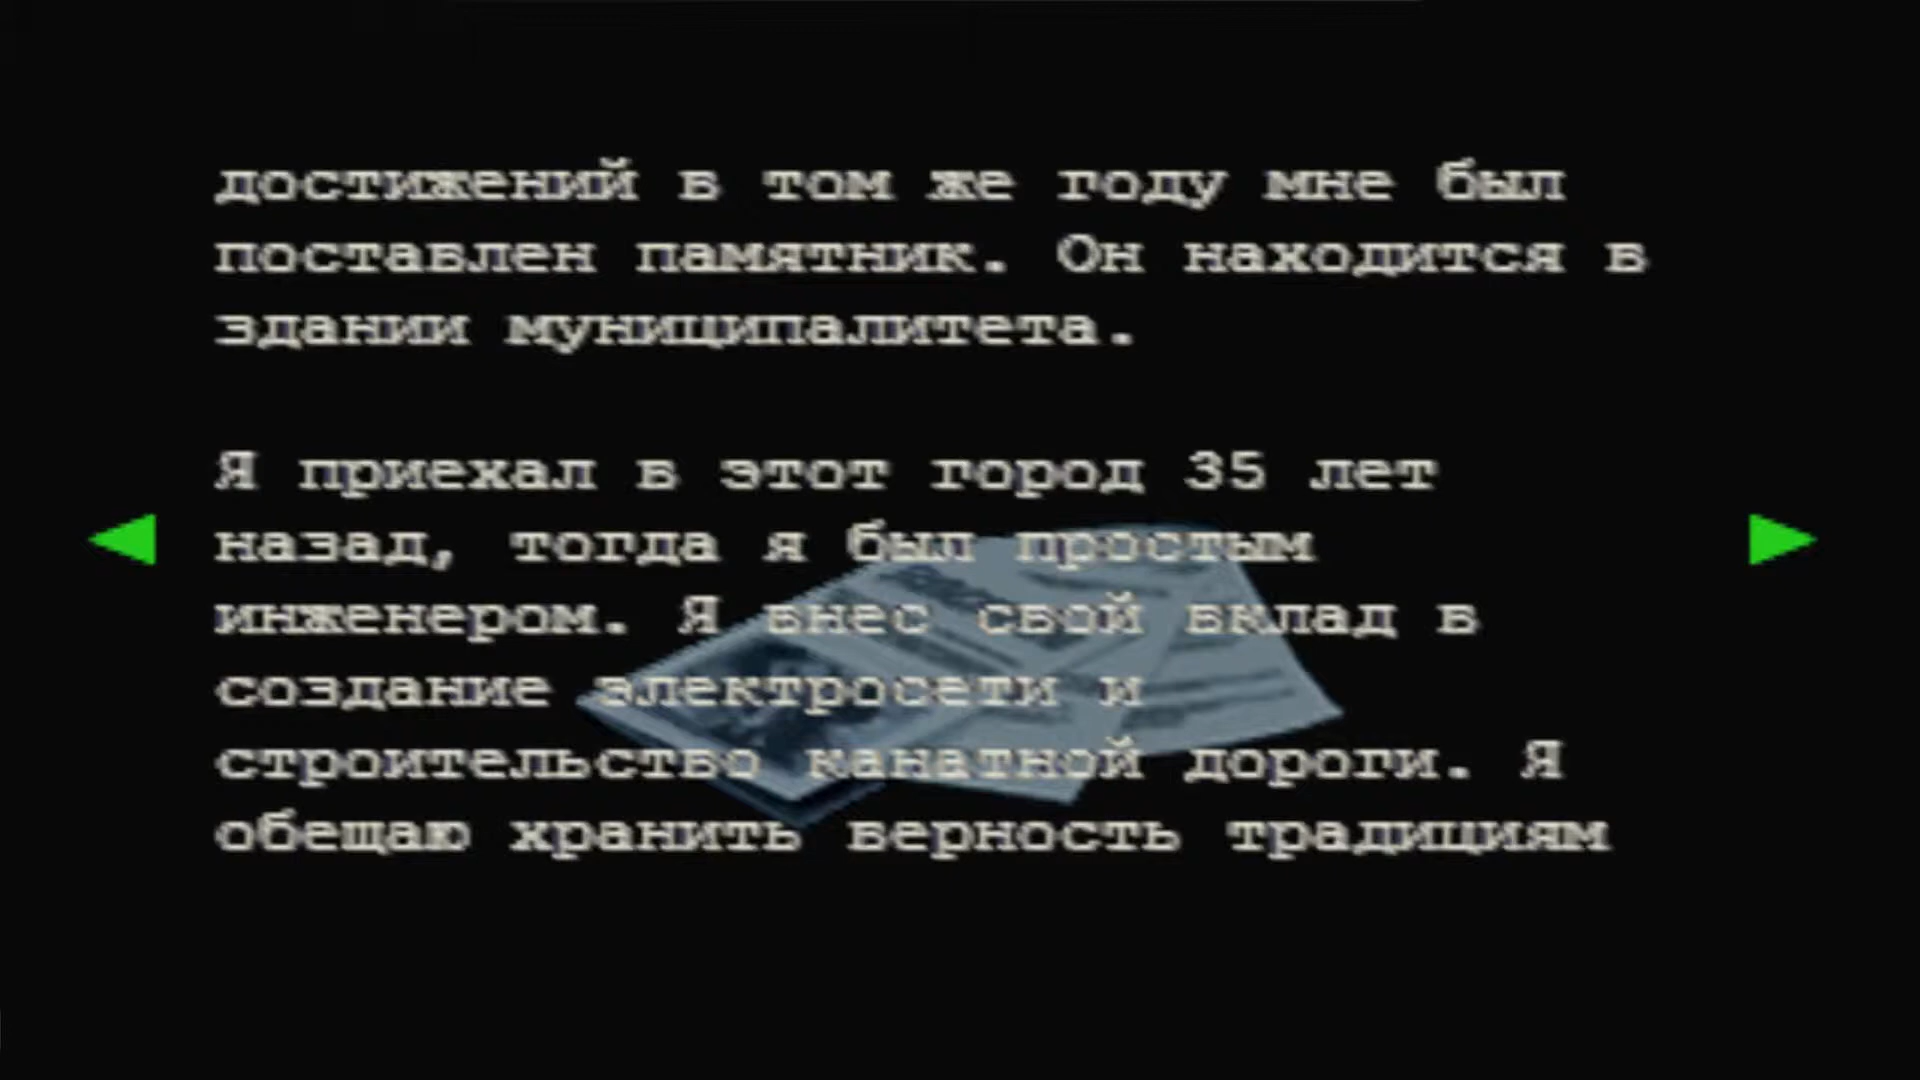 достижений в том же году мне был
поставлен памятник. Он находится в
здании муниципалитета.
Я приехал в этот город 35 лет
назад, тогда я был простым
инженером. Я внес свой вклад в
создание электросети и
строительство канатной дороги. Я
обещаю хранить верность традициям